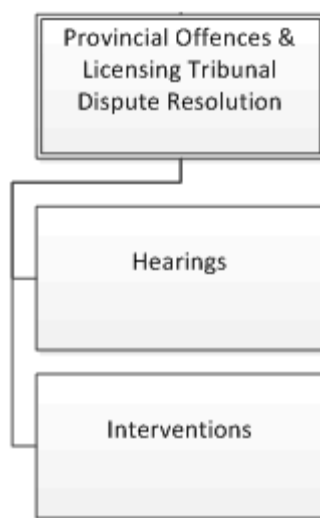 Provincial Offences &
Licensing Tribunal
Dispute Resolution
Hearings
Interventions